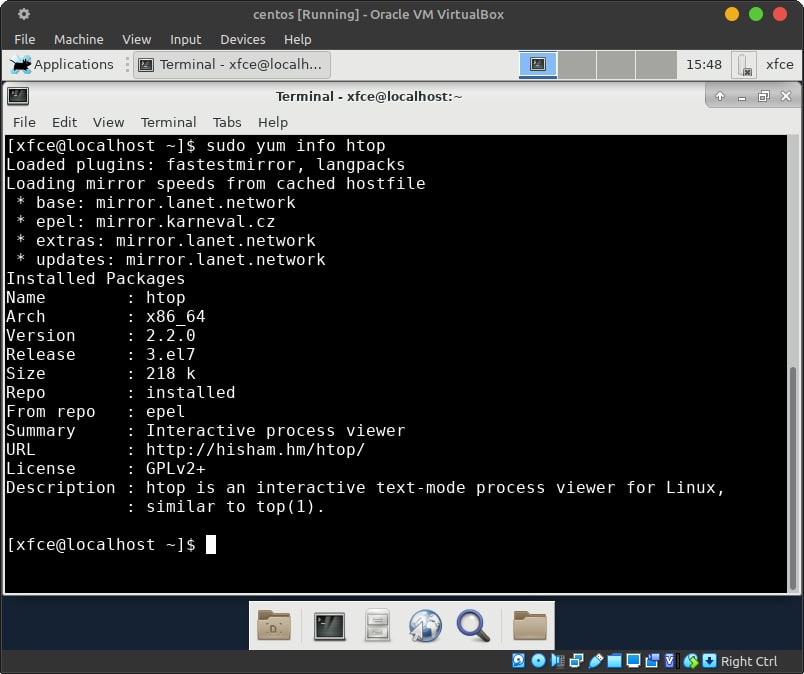 centos [Running] - Oracle VM VirtualBox
File Machine View Input Devices Help
Applications Terminal - xfce@localh... 15:48 xfce
Terminal - xfce@localhost:~
File Edit View Terminal Tabs Help
[xfce@localhost ~]$ sudo yum info htop
Loaded plugins: fastestmirror, langpacks
Loading mirror speeds from cached hostfile
 * base: mirror.lanet.network
 * epel: mirror.karneval.cz
 * extras: mirror.lanet.network
 * updates: mirror.lanet.network
Installed Packages
Name        : htop
Arch        : x86_64
Version     : 2.2.0
Release     : 3.el7
Size        : 218 k
Repo        : installed
From repo   : epel
Summary     : Interactive process viewer
URL         : http://hisham.hm/htop/
License     : GPLv2+
Description : htop is an interactive text-mode process viewer for Linux,
            : similar to top(1).
[xfce@localhost ~]$
Right Ctrl